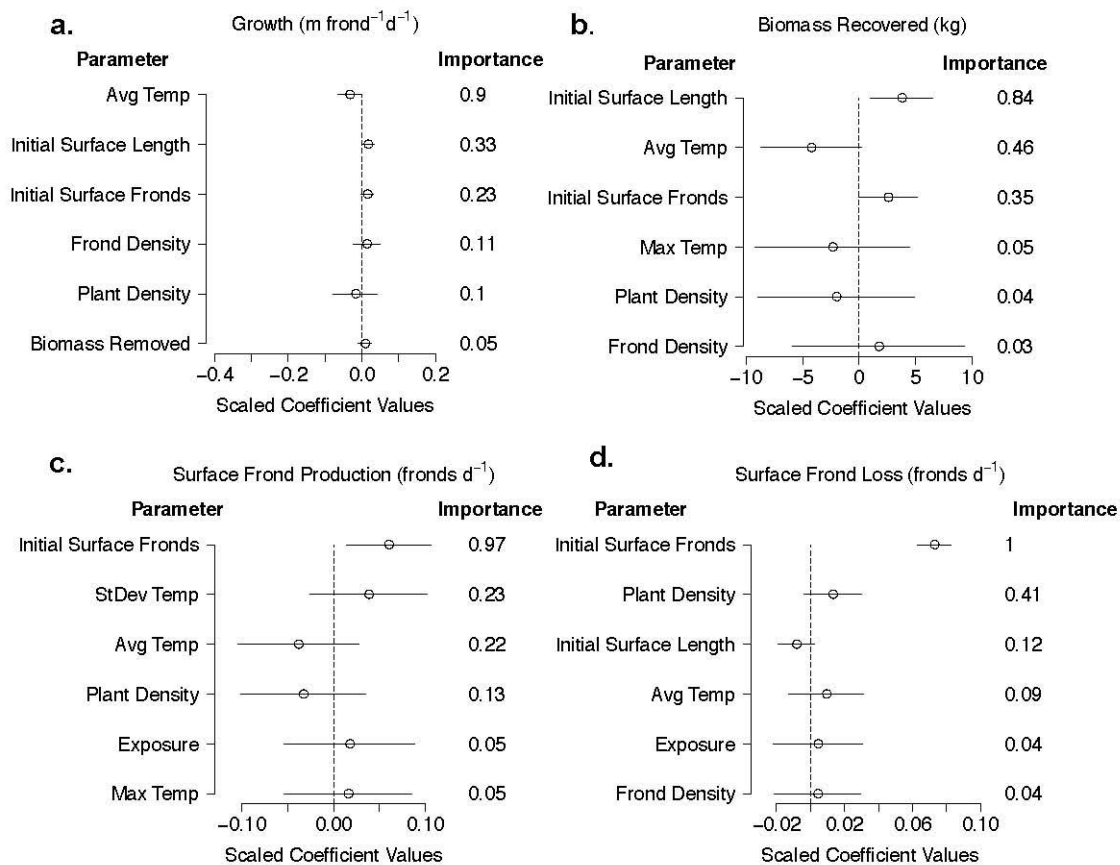 a.
Growth (m frond⁻¹d⁻¹)
Parameter Importance
Avg Temp 0.9
Initial Surface Length 0.33
Initial Surface Fronds 0.23
Frond Density 0.11
Plant Density 0.1
Biomass Removed 0.05
−0.4 −0.2 0.0 0.2
Scaled Coefficient Values
b.
Biomass Recovered (kg)
Parameter Importance
Initial Surface Length 0.84
Avg Temp 0.46
Initial Surface Fronds 0.35
Max Temp 0.05
Plant Density 0.04
Frond Density 0.03
−10 −5 0 5 10
Scaled Coefficient Values
c.
Surface Frond Production (fronds d⁻¹)
Parameter Importance
Initial Surface Fronds 0.97
StDev Temp 0.23
Avg Temp 0.22
Plant Density 0.13
Exposure 0.05
Max Temp 0.05
−0.10 0.00 0.10
Scaled Coefficient Values
d.
Surface Frond Loss (fronds d⁻¹)
Parameter Importance
Initial Surface Fronds 1
Plant Density 0.41
Initial Surface Length 0.12
Avg Temp 0.09
Exposure 0.04
Frond Density 0.04
−0.02 0.02 0.06 0.10
Scaled Coefficient Values